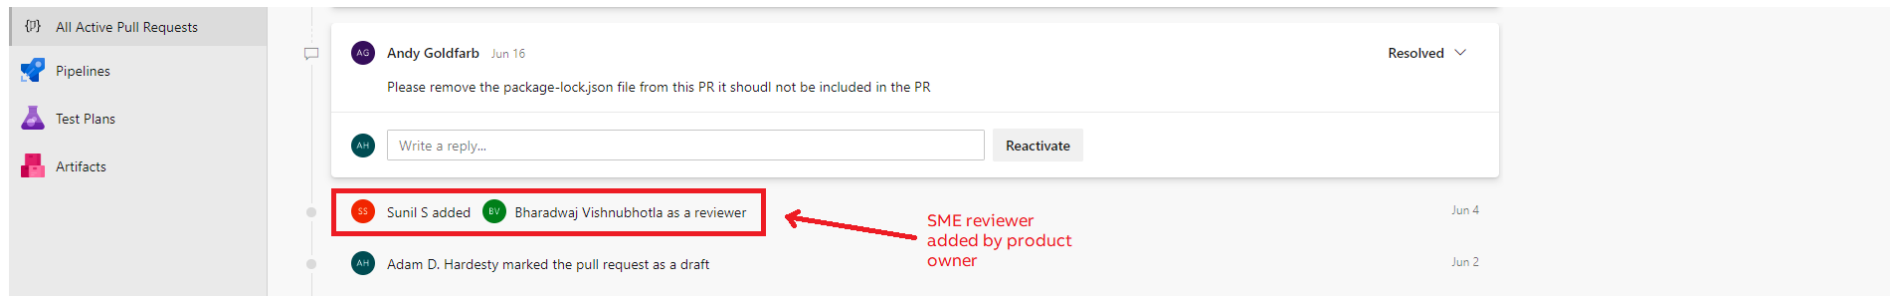 All Active Pull Requests
Pipelines
Test Plans
Artifacts
AG Andy Goldfarb Jun 16 Resolved
Please remove the package-lock.json file from this PR it shoudl not be included in the PR
AH Write a reply... Reactivate
SS Sunil S added BV Bharadwaj Vishnubhotla as a reviewer Jun 4
SME reviewer
added by product
owner
AH Adam D. Hardesty marked the pull request as a draft Jun 2